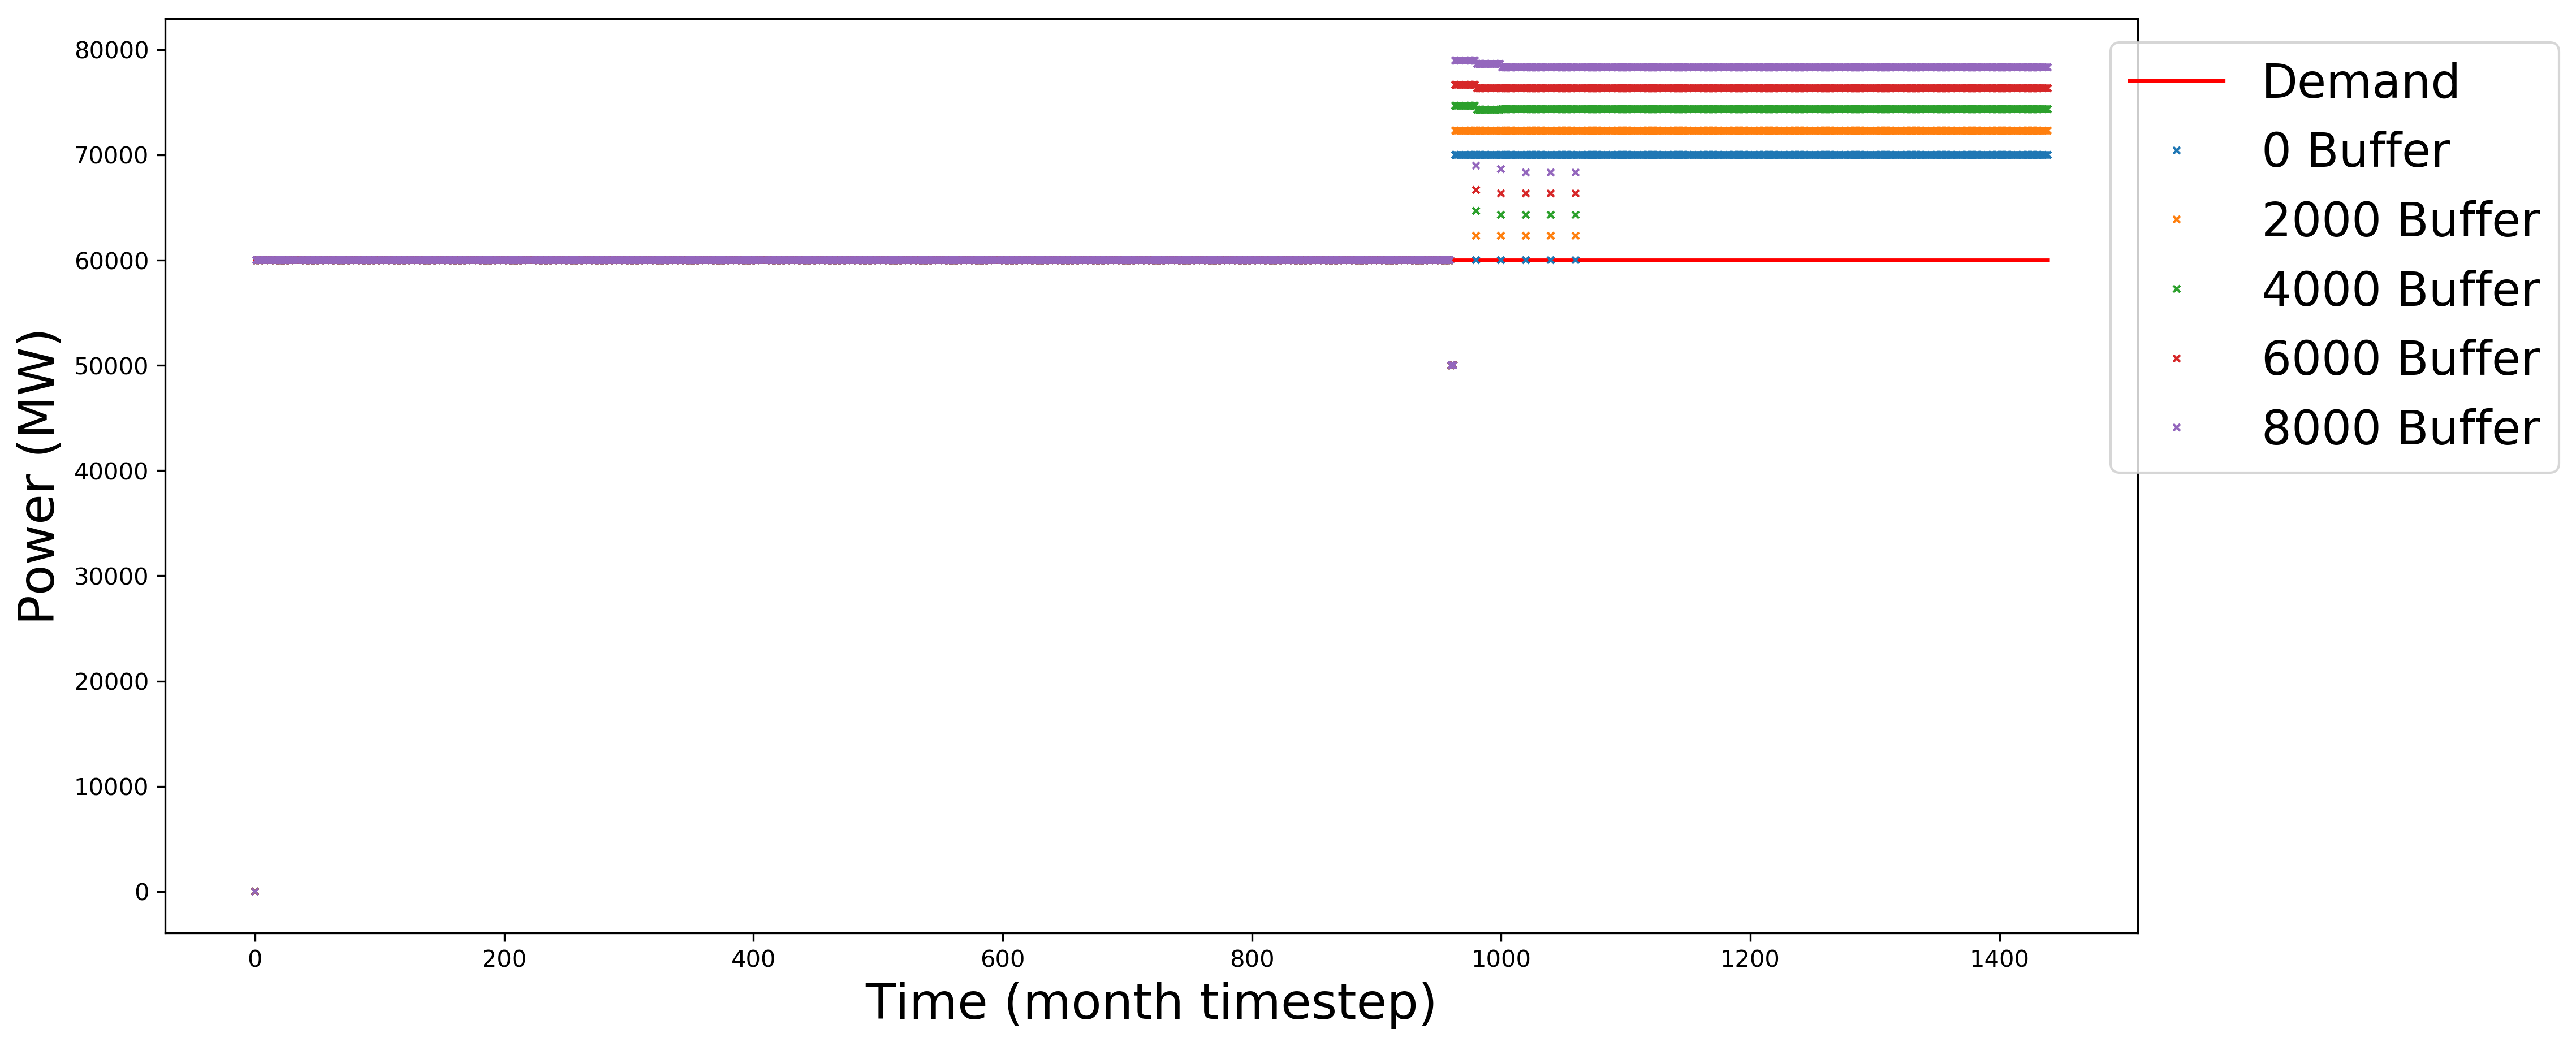 80000
70000
60000
50000
40000
30000
20000
10000
0
Power (MW)
0
200
400
600
800
1000
1200
1400
Time (month timestep)
Demand
0 Buffer
2000 Buffer
4000 Buffer
6000 Buffer
8000 Buffer